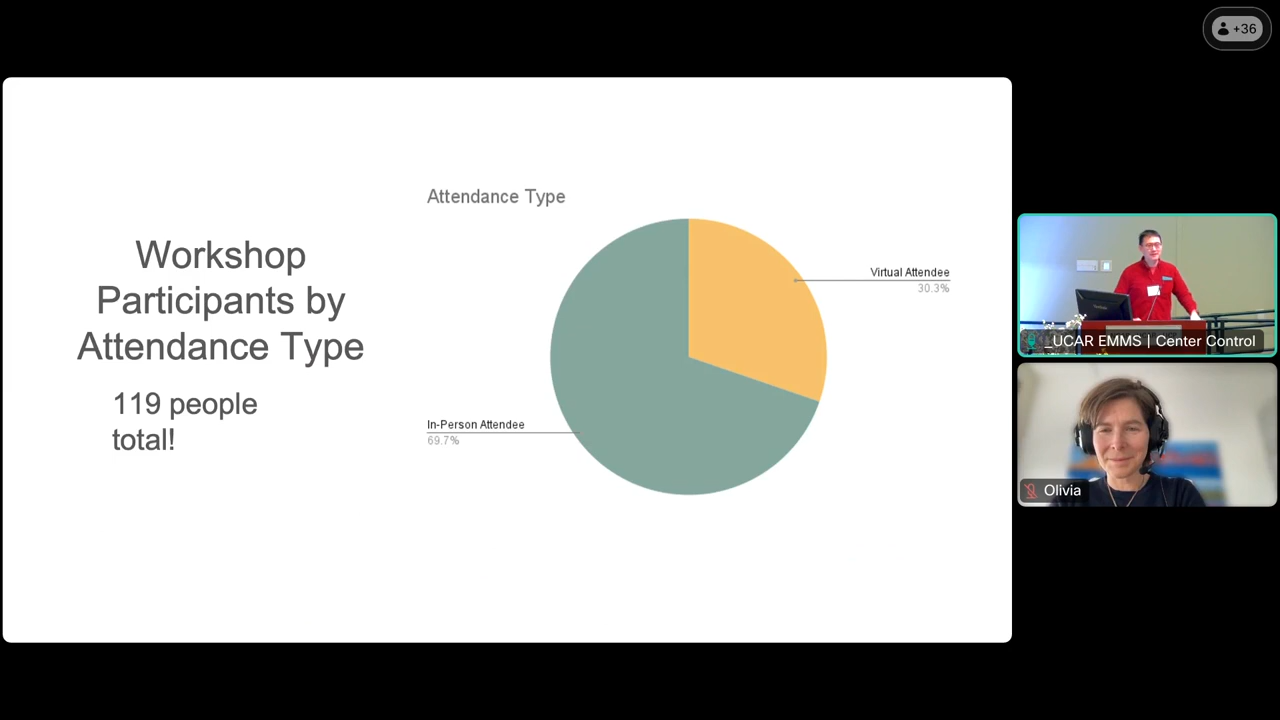 +36
Workshop
Participants by
Attendance Type
119 people
total!
Attendance Type
Virtual Attendee
30.3%
In-Person Attendee
69.7%
_UCAR EMMS | Center Control
Olivia